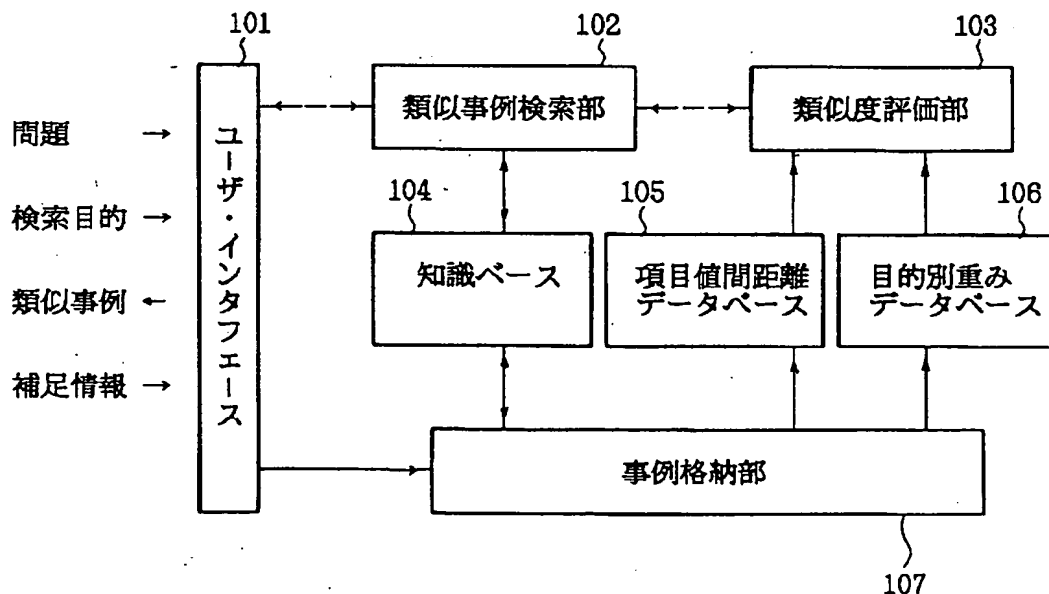 101
102
103
類似事例検索部
類似度評価部
問題 →
検索目的 →
類似事例 ←
補足情報 →
ユーザ・インタフェース
104
105
106
知識ベース
項目値間距離
データベース
目的別重み
データベース
事例格納部
107